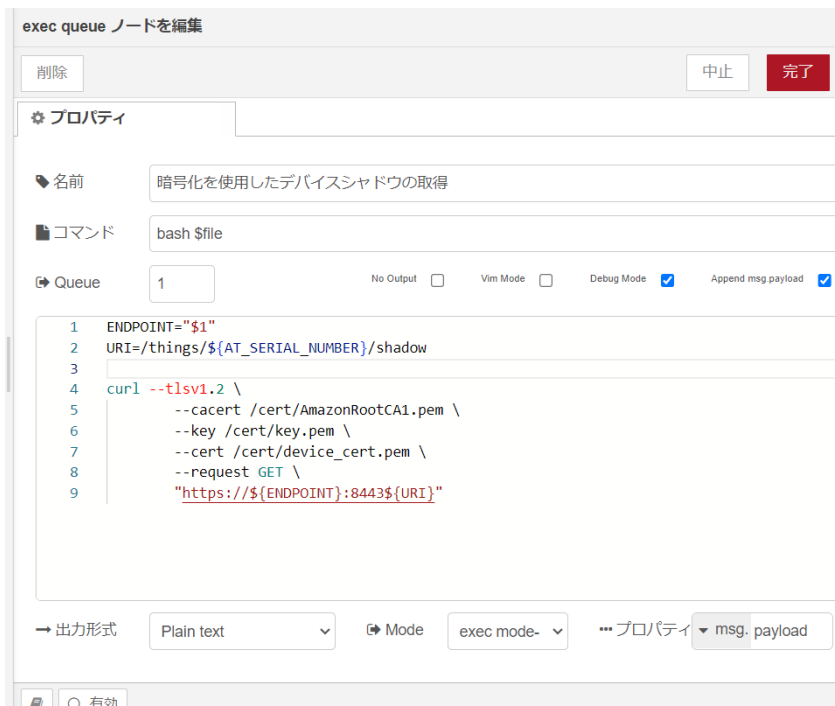 exec queue ノードを編集
削除
中止
完了
プロパティ
名前
暗号化を使用したデバイスシャドウの取得
コマンド
bash $file
Queue
1
No Output
Vim Mode
Debug Mode
Append msg.payload
1 ENDPOINT="$1"
2 URI=/things/${AT_SERIAL_NUMBER}/shadow
3
4 curl --tlsv1.2 \
5 --cacert /cert/AmazonRootCA1.pem \
6 --key /cert/key.pem \
7 --cert /cert/device_cert.pem \
8 --request GET \
9 "https://${ENDPOINT}:8443${URI}"
出力形式
Plain text
Mode
exec mode-
プロパティ
msg. payload
有効